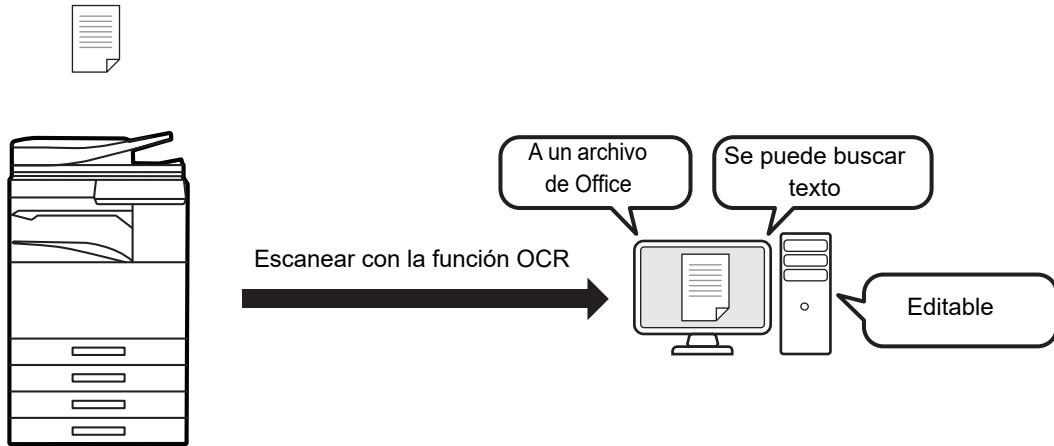 A un archivo
de Office
Se puede buscar
texto
Escanear con la función OCR
Editable